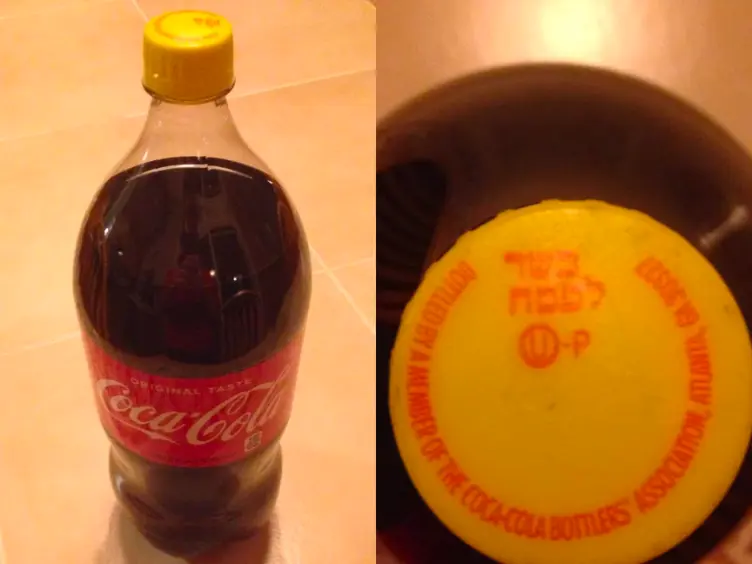 ORIGINAL TASTE
Coca-Cola
כשר
לפסח
U-פ
BOTTLED BY A MEMBER OF THE COCA-COLA BOTTLERS' ASSOCIATION, ATLANTA, GA 30327